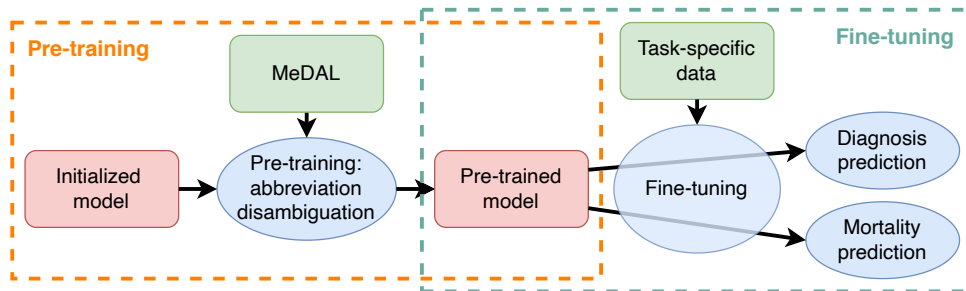 Pre-training
Fine-tuning
MeDAL
Task-specific
data
Initialized
model
Pre-training:
abbreviation
disambiguation
Pre-trained
model
Fine-tuning
Diagnosis
prediction
Mortality
prediction